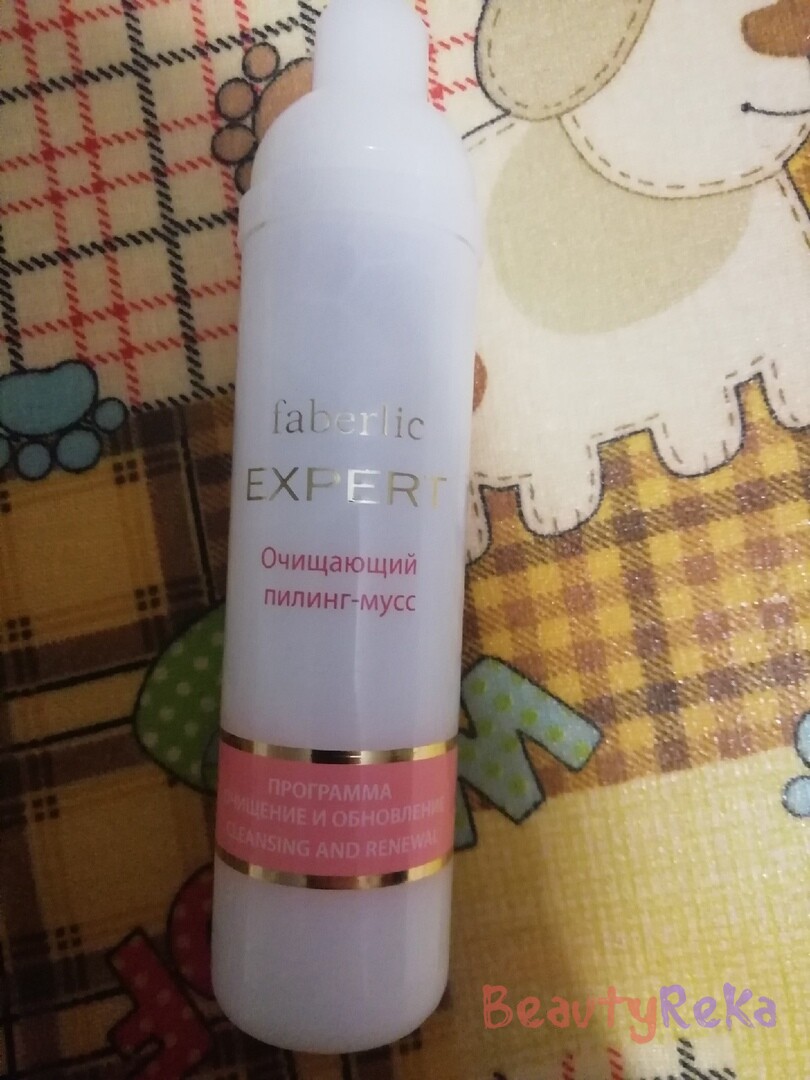 faberlic
EXPERT
Очищающий
пилинг-мусс
ПРОГРАММА
ОЧИЩЕНИЕ И ОБНОВЛЕНИЕ
CLEANSING AND RENEWAL
BeautyReKa